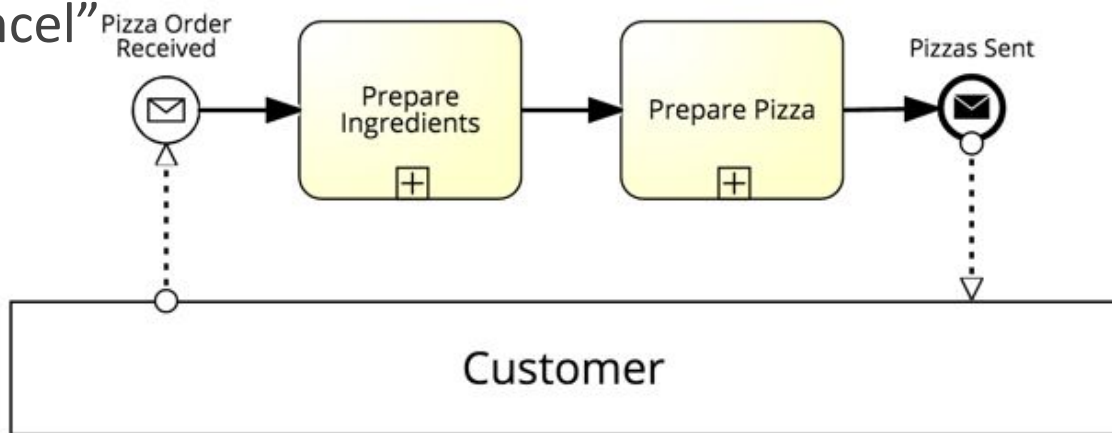 ncel”
Pizza Order
Received
Prepare
Ingredients
Prepare Pizza
Pizzas Sent
Customer